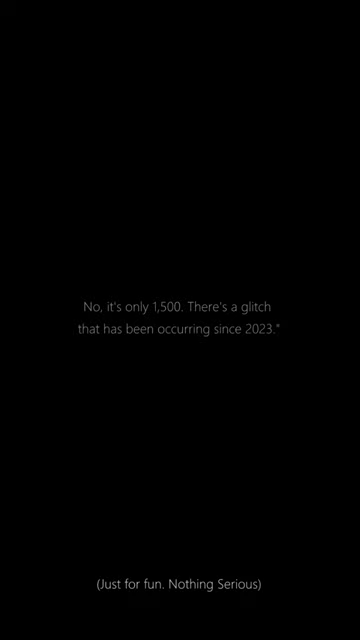 No, it's only 1,500. There's a glitch
that has been occurring since 2023."
(Just for fun. Nothing Serious)